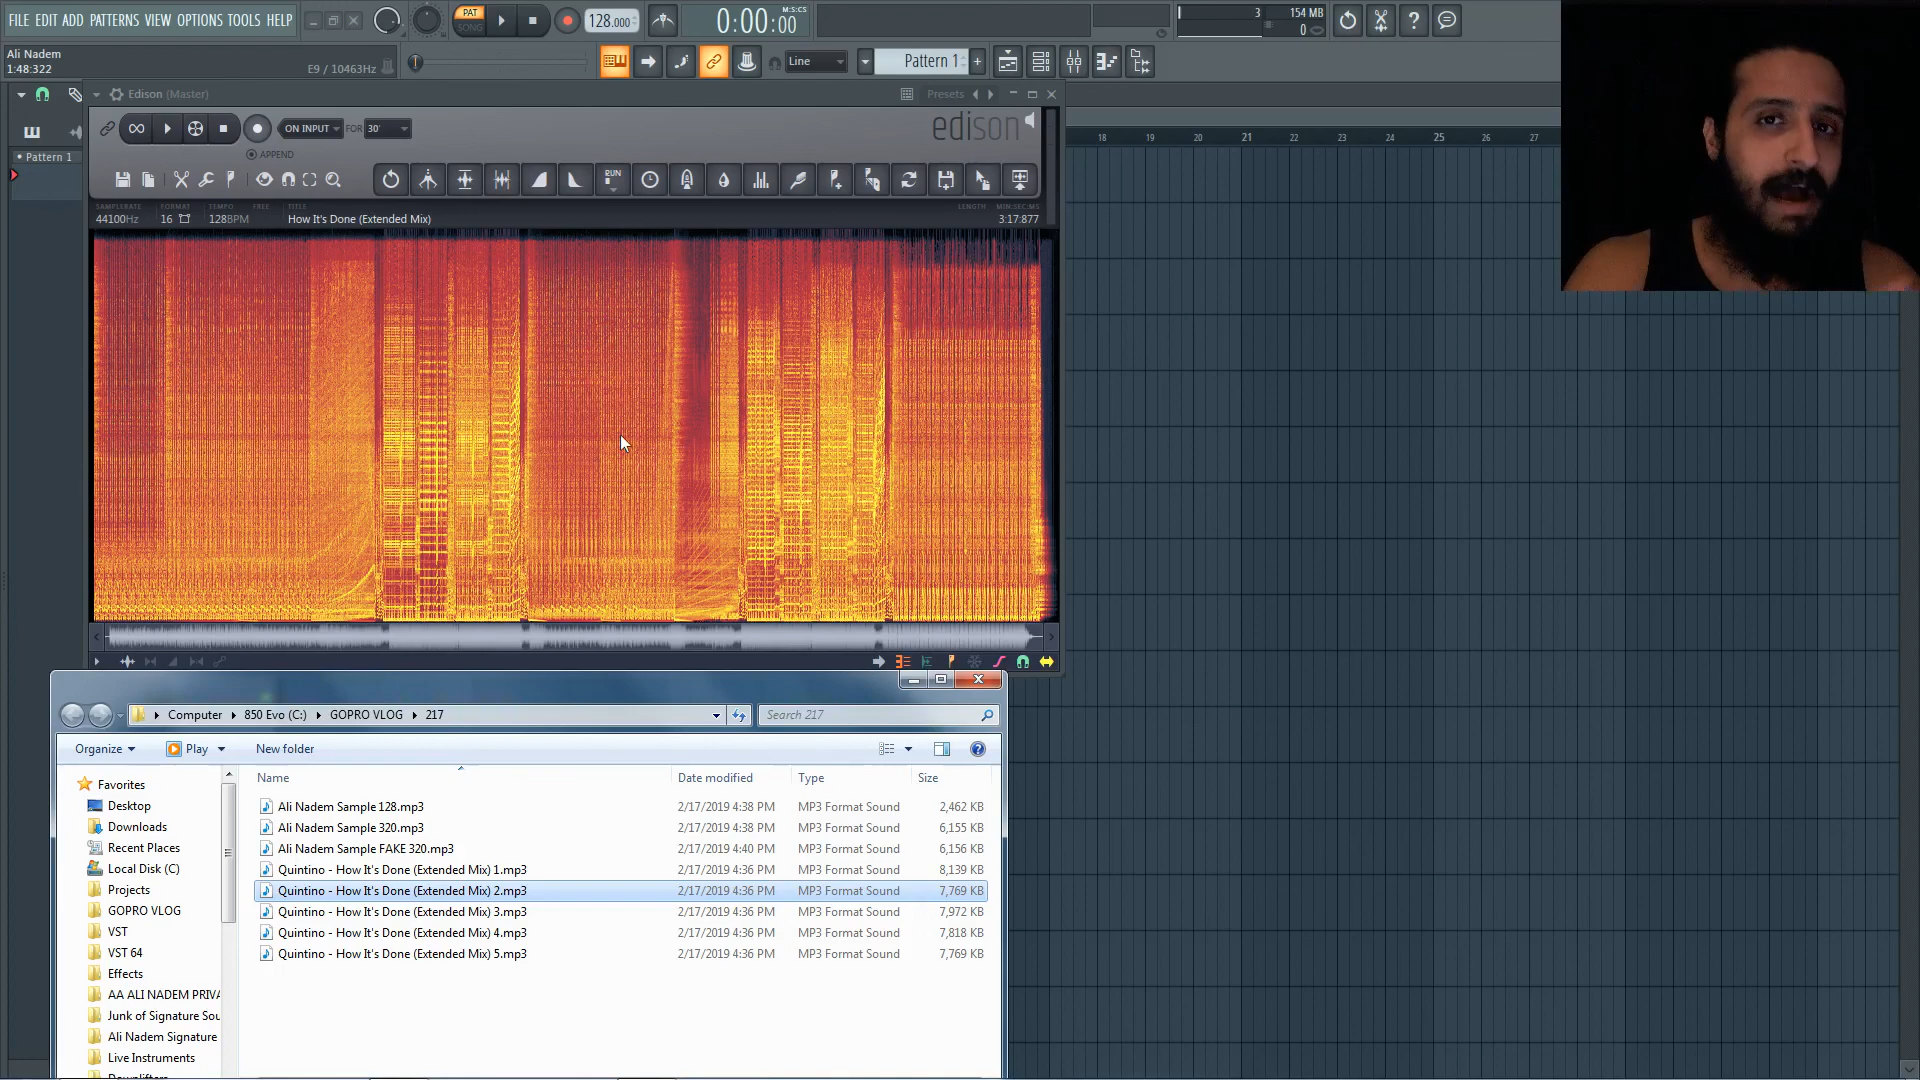 FILE EDIT ADD PATTERNS VIEW OPTIONS TOOLS HELP
PAT
SONG
128.000
0:00:00
M:S:CS
3
154 MB
0
Ali Nadem
1:48:322
E9 / 10463Hz
Line
Pattern 1
Edison (Master)
Presets
ON INPUT
FOR
30'
edison
APPEND
RUN
Pattern 1
SAMPLERATE
FORMAT
TEMPO
FREE
TITLE
LENGTH
MIN:SEC:MS
44100Hz
16
128BPM
How It's Done (Extended Mix)
3:17:877
18 19 20 21 22 23 24 25 26 27
Computer
850 Evo (C:)
GOPRO VLOG
217
Search 217
Organize
Play
New folder
Name
Date modified
Type
Size
Ali Nadem Sample 128.mp3 2/17/2019 4:38 PM MP3 Format Sound 2,462 KB
Ali Nadem Sample 320.mp3 2/17/2019 4:38 PM MP3 Format Sound 6,155 KB
Ali Nadem Sample FAKE 320.mp3 2/17/2019 4:40 PM MP3 Format Sound 6,156 KB
Quintino - How It's Done (Extended Mix) 1.mp3 2/17/2019 4:36 PM MP3 Format Sound 8,139 KB
Quintino - How It's Done (Extended Mix) 2.mp3 2/17/2019 4:36 PM MP3 Format Sound 7,769 KB
Quintino - How It's Done (Extended Mix) 3.mp3 2/17/2019 4:36 PM MP3 Format Sound 7,972 KB
Quintino - How It's Done (Extended Mix) 4.mp3 2/17/2019 4:36 PM MP3 Format Sound 7,818 KB
Quintino - How It's Done (Extended Mix) 5.mp3 2/17/2019 4:36 PM MP3 Format Sound 7,769 KB
Favorites
Desktop
Downloads
Recent Places
Local Disk (C)
Projects
GOPRO VLOG
VST
VST 64
Effects
AA ALI NADEM PRIVA
Junk of Signature Sou
Ali Nadem Signature
Live Instruments
Downlifters